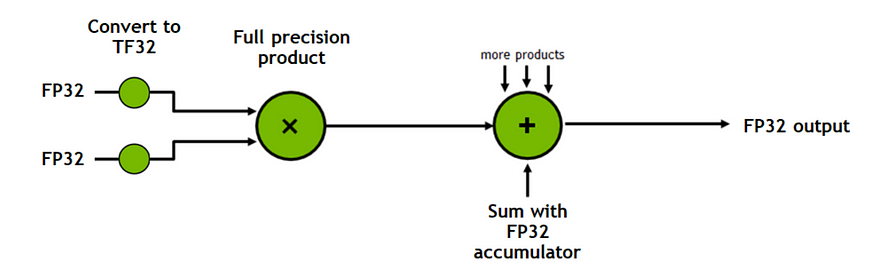 Convert to
TF32
Full precision
product
more products
FP32
×
+
FP32 output
FP32
Sum with
FP32
accumulator